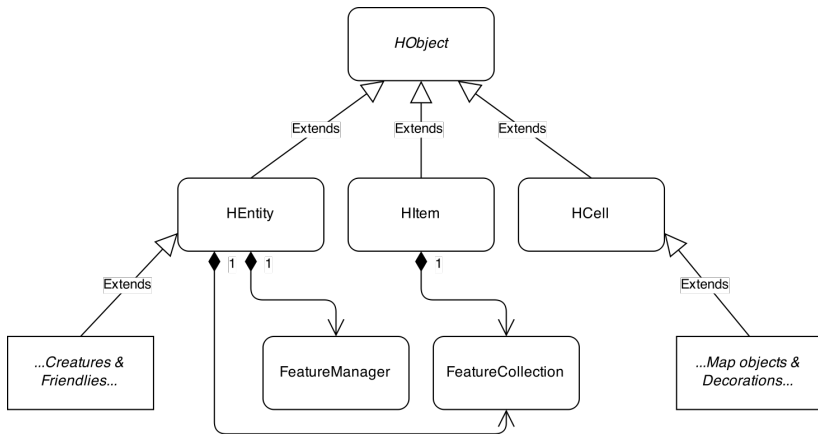 HObject
Extends
Extends
Extends
HEntity
HItem
HCell
1
1
1
Extends
Extends
...Creatures &
Friendlies...
FeatureManager
FeatureCollection
...Map objects &
Decorations...